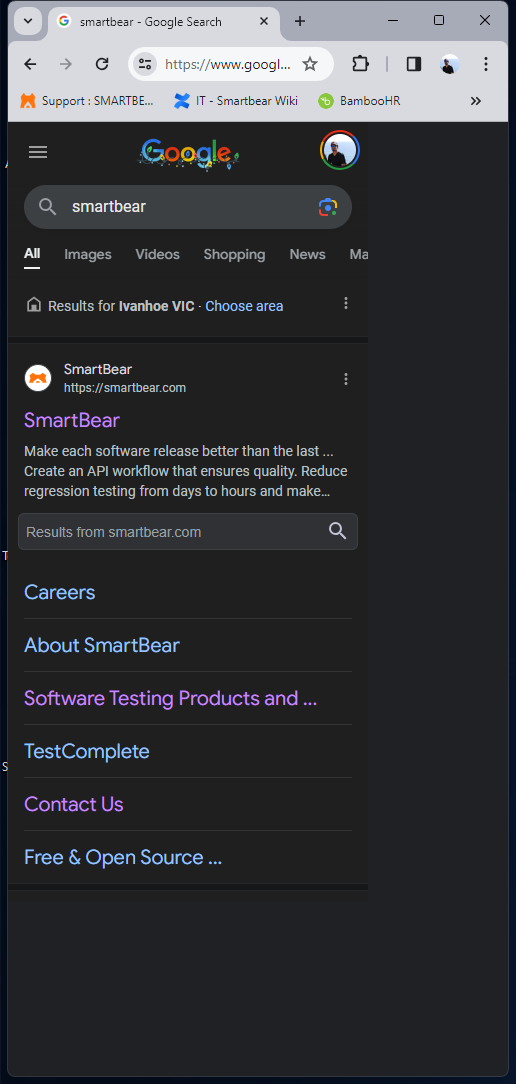 smartbear - Google Search
https://www.googl...
Support : SMARTBE...
IT - Smartbear Wiki
BambooHR
Google
smartbear
All
Images
Videos
Shopping
News
Ma
Results for Ivanhoe VIC · Choose area
SmartBear
https://smartbear.com
SmartBear
Make each software release better than the last ...
Create an API workflow that ensures quality. Reduce
regression testing from days to hours and make...
Results from smartbear.com
Careers
About SmartBear
Software Testing Products and ...
TestComplete
Contact Us
Free & Open Source ...